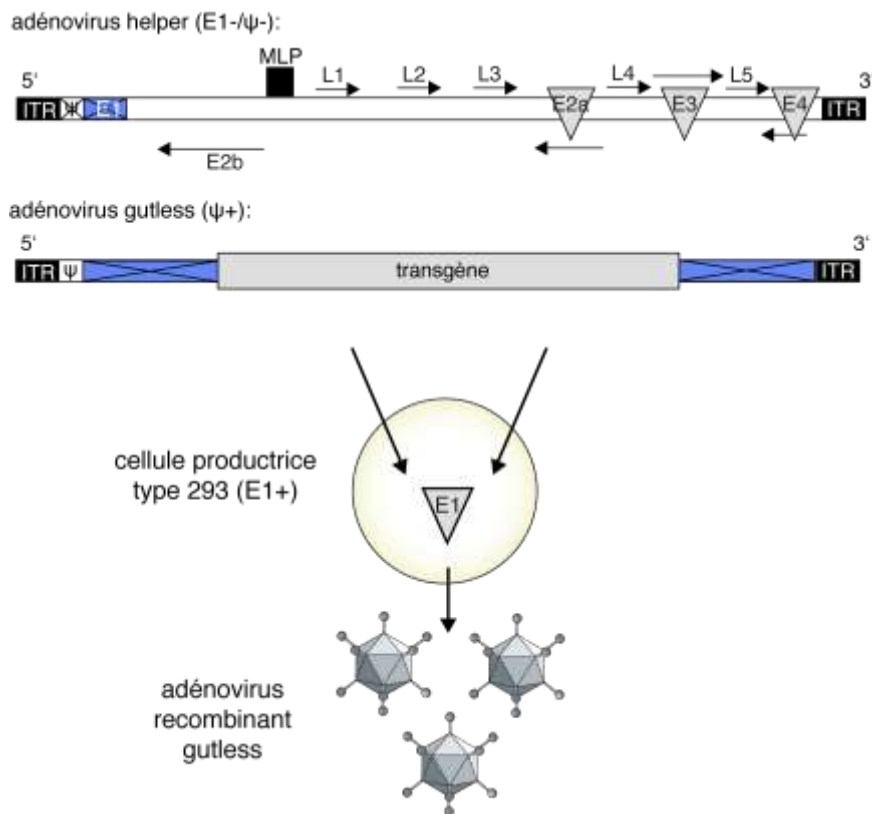 adénovirus helper (E1-/ψ-):
MLP
5' L1 L2 L3 L4 L5 3'
ITR ψ E1 E2a E3 E4 ITR
E2b
adénovirus gutless (ψ+):
5' 3'
ITR ψ transgène ITR
cellule productrice
type 293 (E1+)
E1
adénovirus
recombinant
gutless